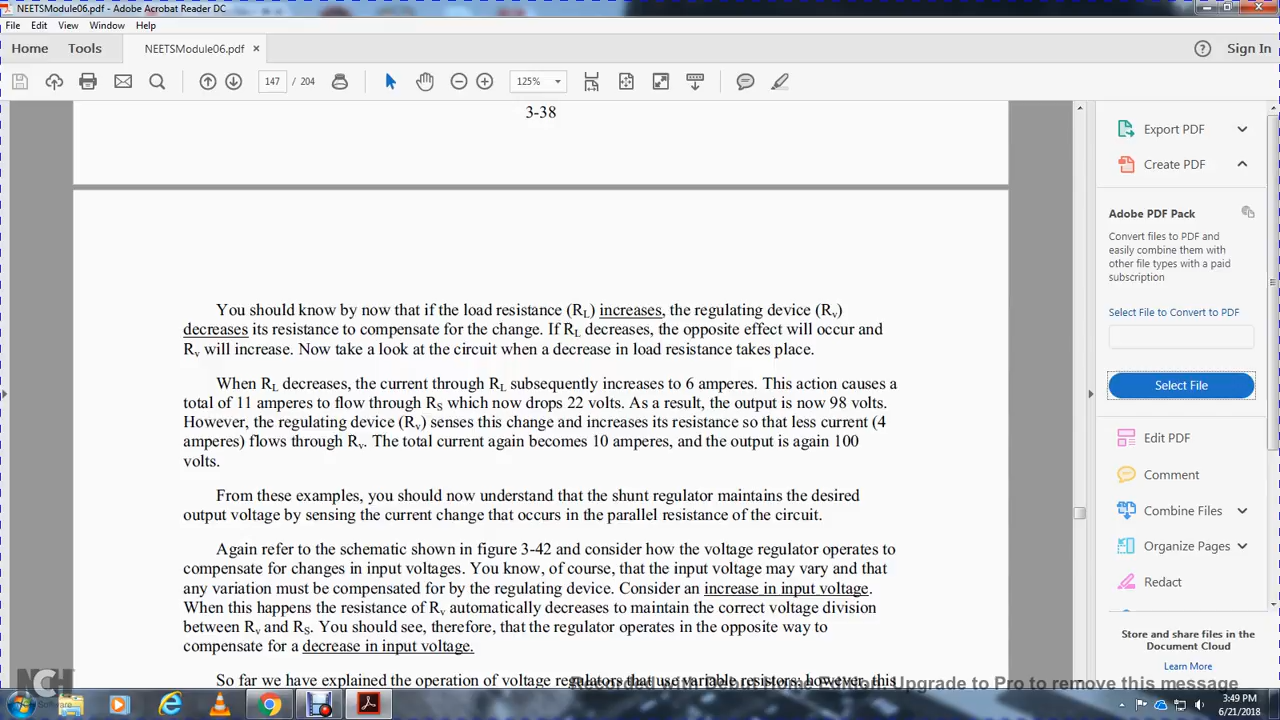 NEETSModule06.pdf - Adobe Acrobat Reader DC
File Edit View Window Help
Home Tools NEETSModule06.pdf × ? Sign In
147 / 204 125%
3-38
You should know by now that if the load resistance (RL) increases, the regulating device (Rv)
decreases its resistance to compensate for the change. If RL decreases, the opposite effect will occur and
Rv will increase. Now take a look at the circuit when a decrease in load resistance takes place.
When RL decreases, the current through RL subsequently increases to 6 amperes. This action causes a
total of 11 amperes to flow through RS which now drops 22 volts. As a result, the output is now 98 volts.
However, the regulating device (Rv) senses this change and increases its resistance so that less current (4
amperes) flows through Rv. The total current again becomes 10 amperes, and the output is again 100
volts.
From these examples, you should now understand that the shunt regulator maintains the desired
output voltage by sensing the current change that occurs in the parallel resistance of the circuit.
Again refer to the schematic shown in figure 3-42 and consider how the voltage regulator operates to
compensate for changes in input voltages. You know, of course, that the input voltage may vary and that
any variation must be compensated for by the regulating device. Consider an increase in input voltage.
When this happens the resistance of Rv automatically decreases to maintain the correct voltage division
between Rv and RS. You should see, therefore, that the regulator operates in the opposite way to
compensate for a decrease in input voltage.
So far we have explained the operation of voltage regulators that use variable resistors; however, this
Export PDF
Create PDF
Adobe PDF Pack
Convert files to PDF and
easily combine them with
other file types with a paid
subscription
Select File to Convert to PDF
Select File
Edit PDF
Comment
Combine Files
Organize Pages
Redact
Store and share files in the
Document Cloud
Learn More
NCH
Software
Upgrade to Pro to remove this message
3:49 PM
6/21/2018